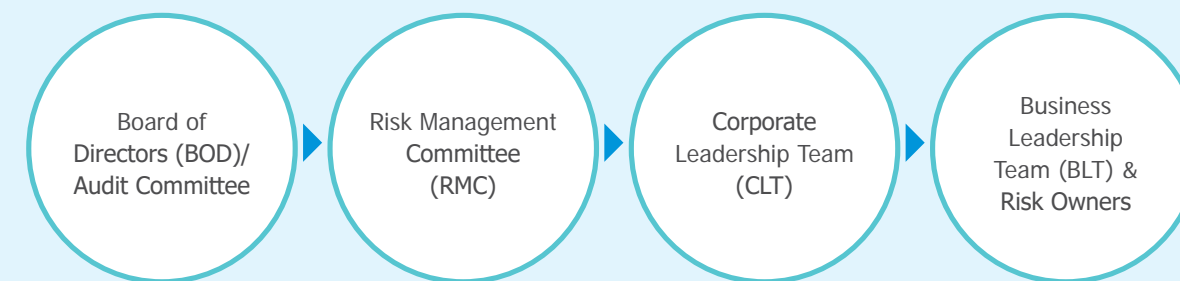 Board of
Directors (BOD)/
Audit Committee
Risk Management
Committee
(RMC)
Corporate
Leadership Team
(CLT)
Business
Leadership
Team (BLT) &
Risk Owners